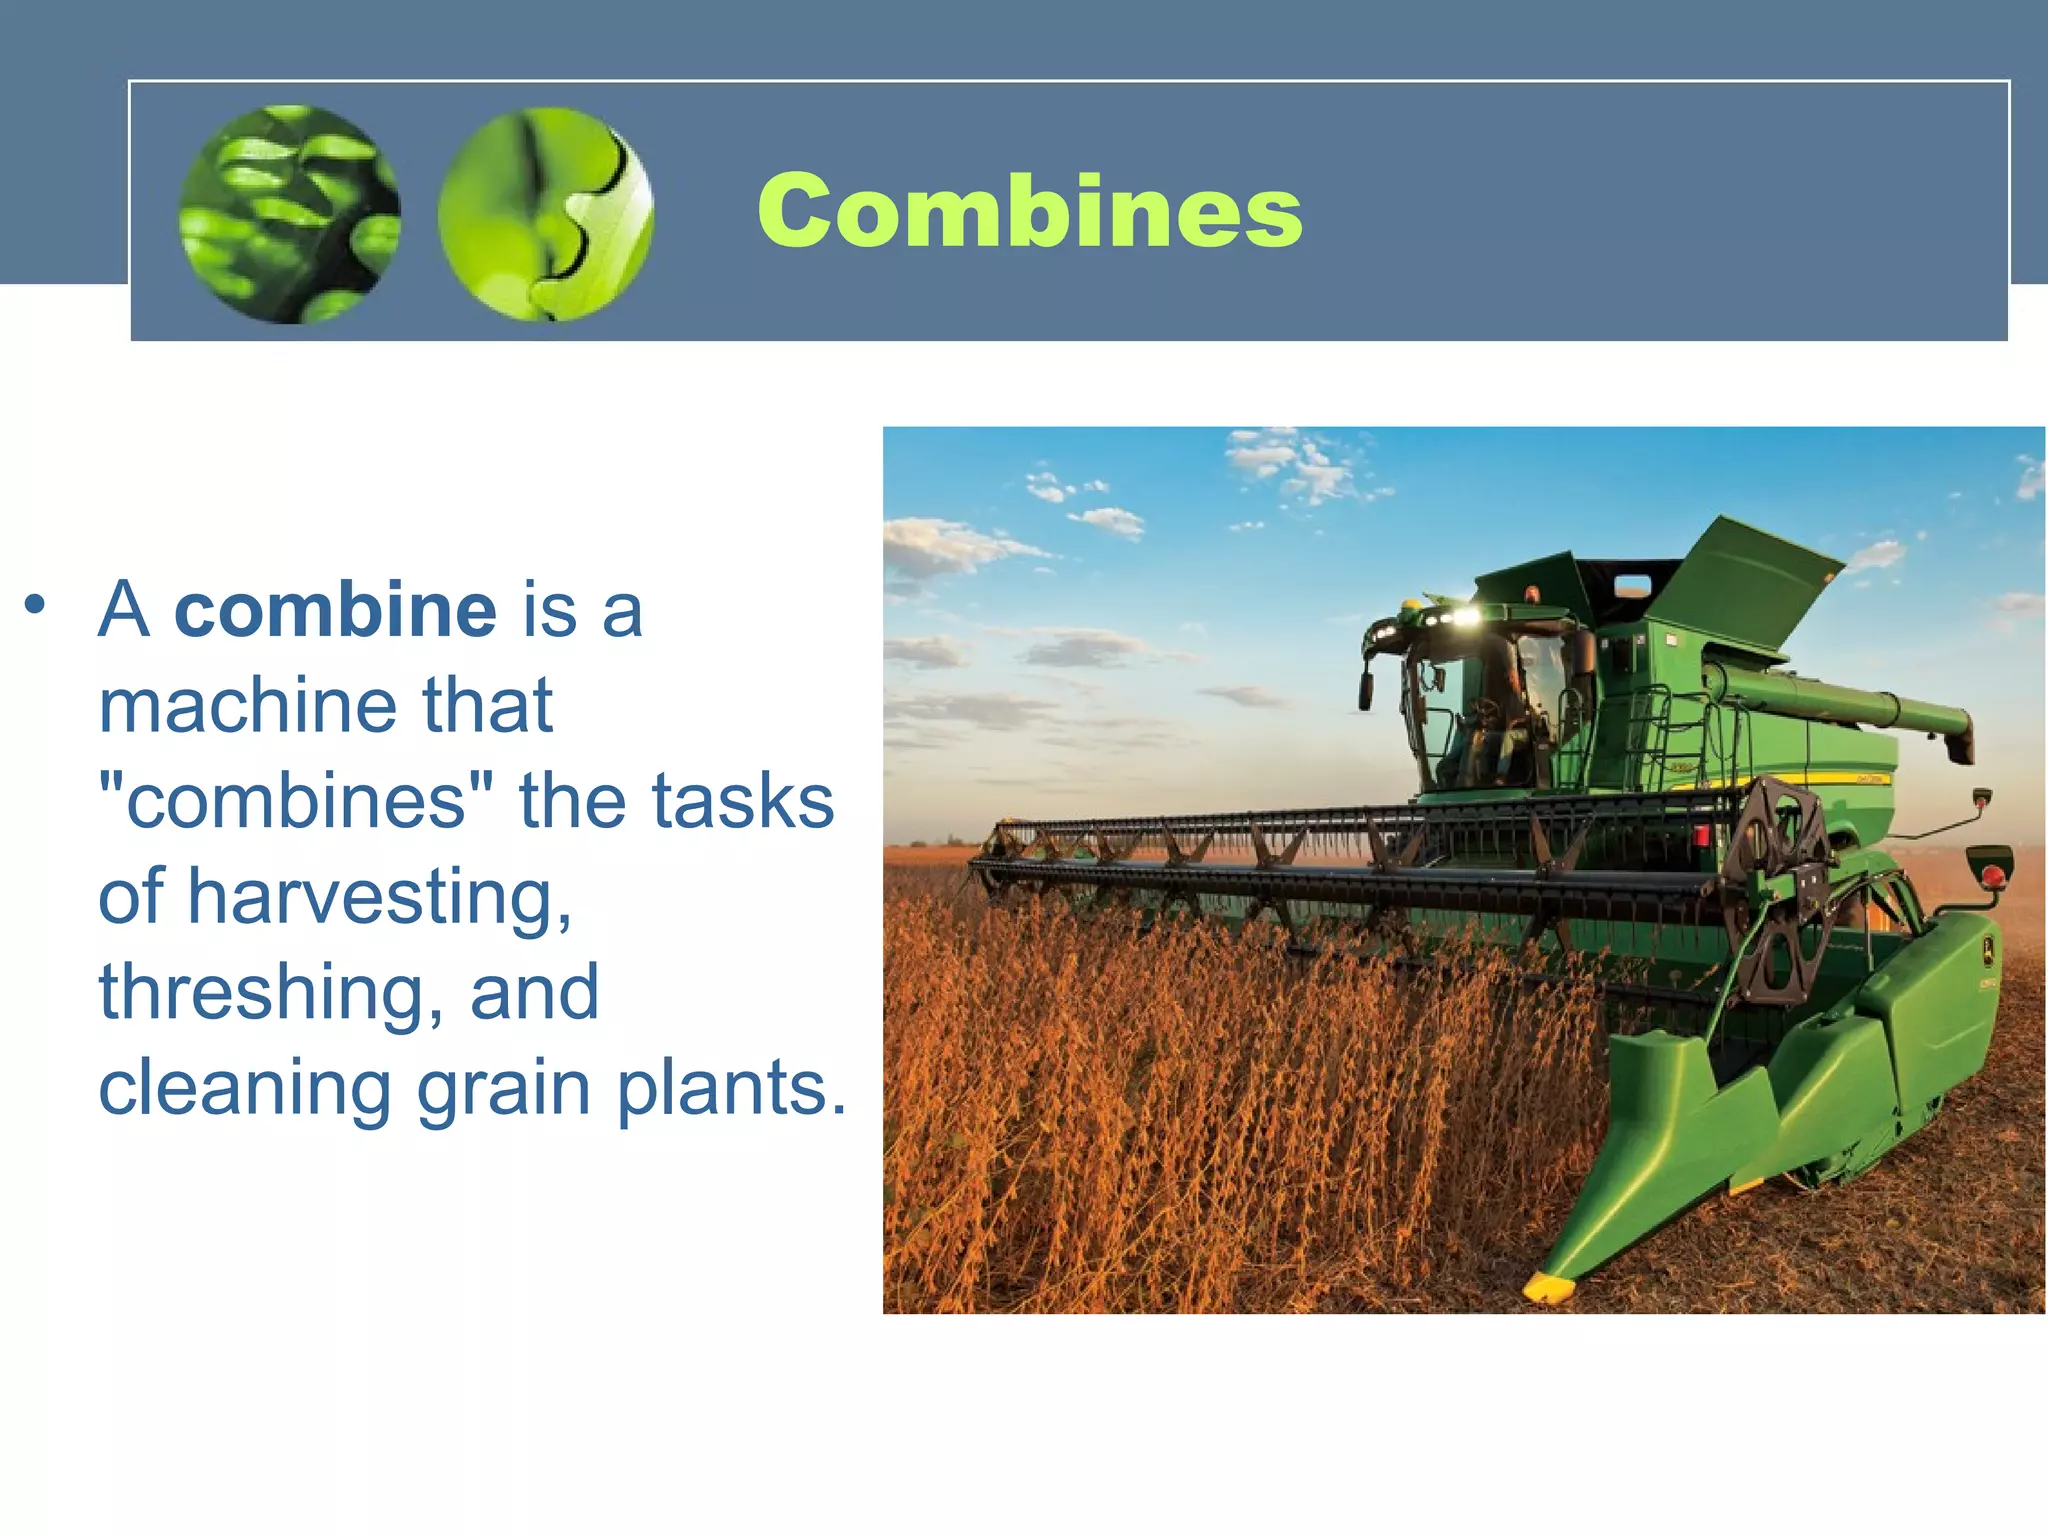 Combines
• A combine is a
machine that
"combines" the tasks
of harvesting,
threshing, and
cleaning grain plants.